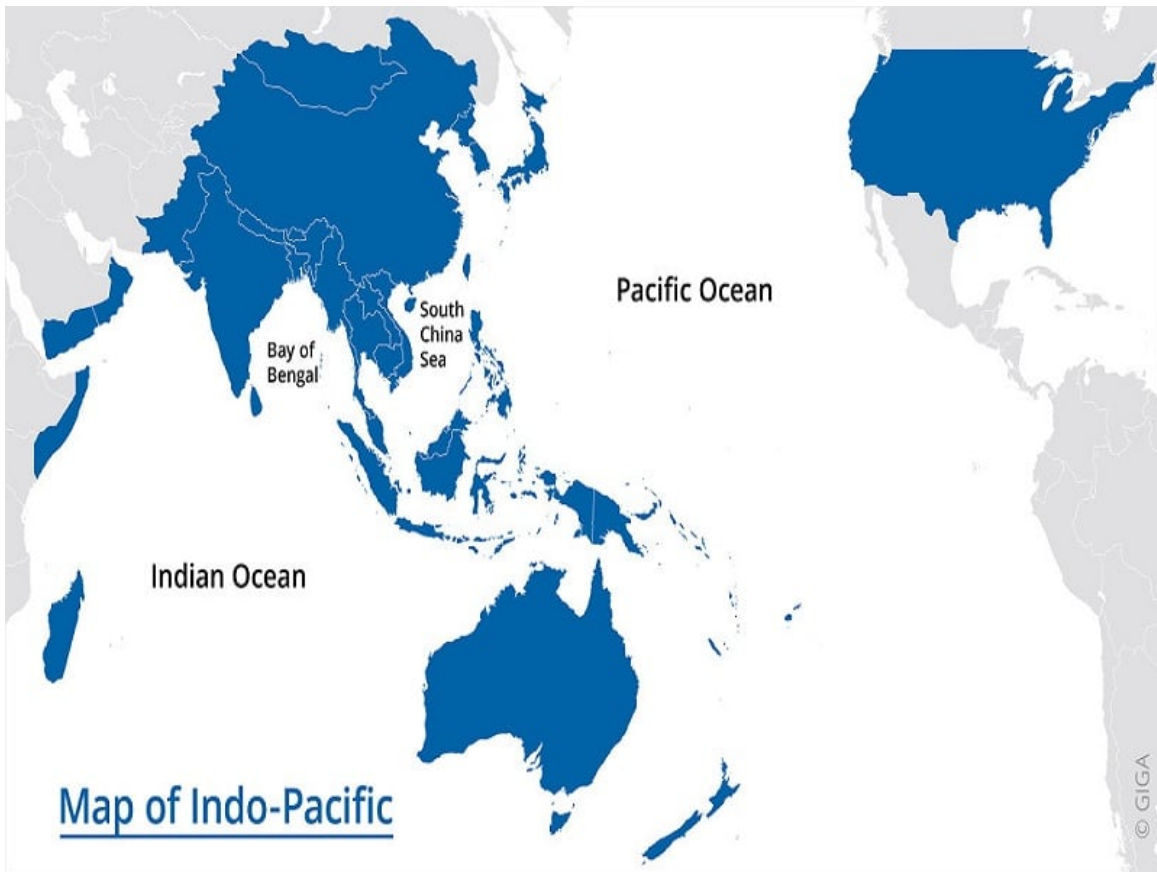 Pacific Ocean
South
China
Sea
Bay of
Bengal
Indian Ocean
Map of Indo-Pacific
© GIGA